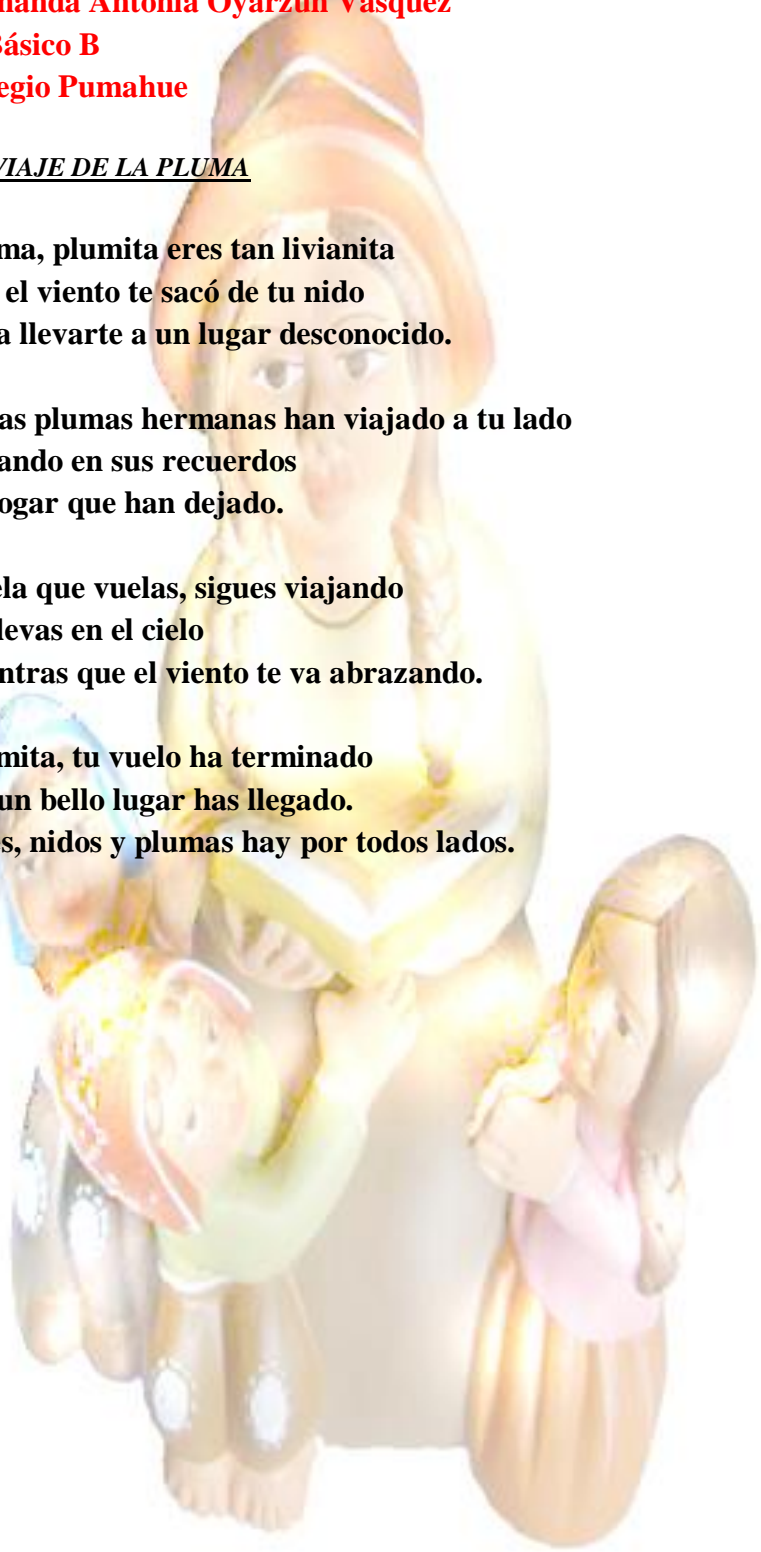 nanda Antonia Oyarzún Vásquez
Básico B
egio Pumahue
VIAJE DE LA PLUMA
ma, plumita eres tan livianita
el viento te sacó de tu nido
a llevarte a un lugar desconocido.
as plumas hermanas han viajado a tu lado
ando en sus recuerdos
ogar que han dejado.
ela que vuelas, sigues viajando
levas en el cielo
ntras que el viento te va abrazando.
mita, tu vuelo ha terminado
un bello lugar has llegado.
s, nidos y plumas hay por todos lados.